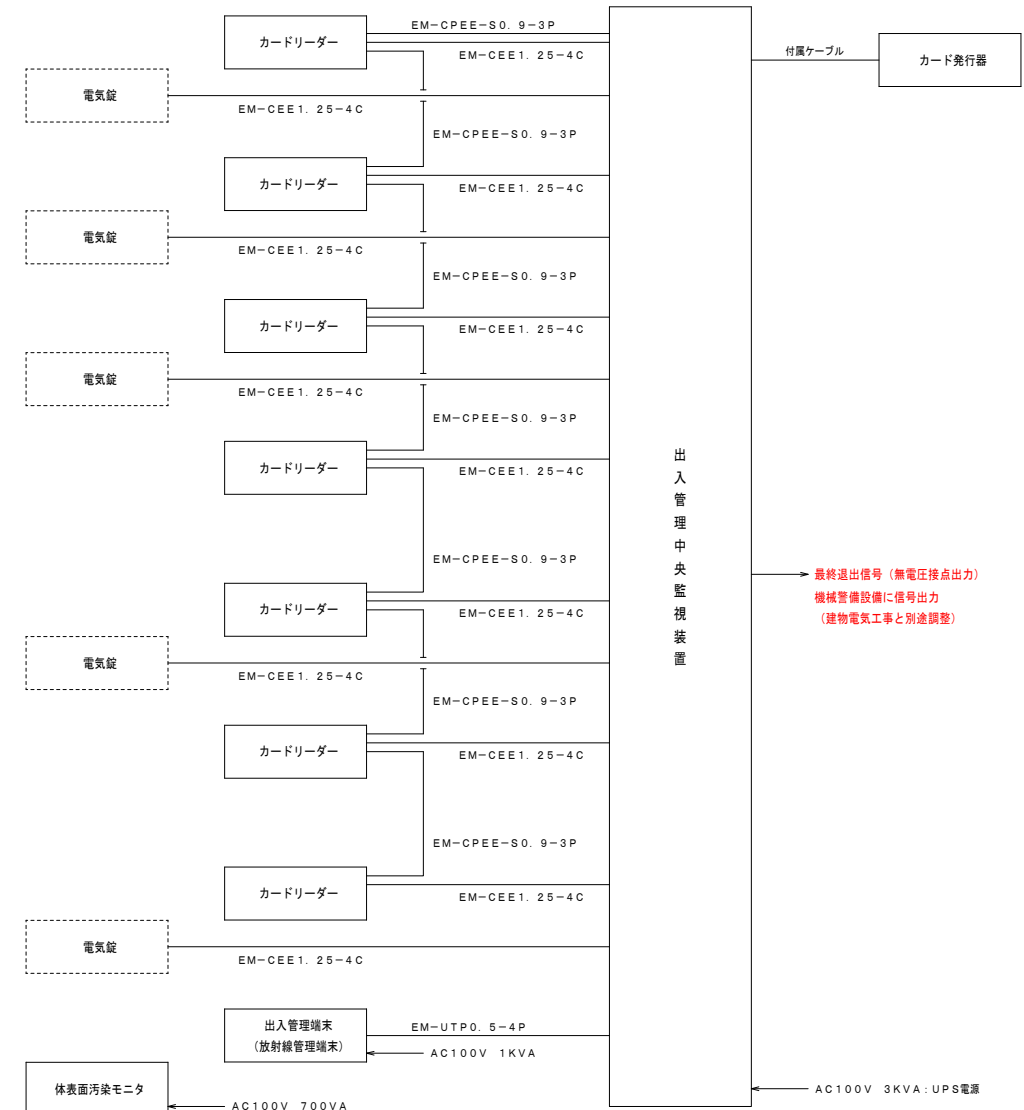 EM－CPEE－S0．9－3P
カードリーダー
EM－CEE1．25－4C
付属ケーブル
カード発行器
電気錠
EM－CEE1．25－4C
EM－CPEE－S0．9－3P
カードリーダー
EM－CEE1．25－4C
電気錠
EM－CEE1．25－4C
EM－CPEE－S0．9－3P
カードリーダー
EM－CEE1．25－4C
電気錠
EM－CEE1．25－4C
EM－CPEE－S0．9－3P
カードリーダー
EM－CEE1．25－4C
出入管理中央監視装置
EM－CPEE－S0．9－3P
最終退出信号（無電圧接点出力）
機械警備設備に信号出力
（建物電気工事と別途調整）
カードリーダー
EM－CEE1．25－4C
電気錠
EM－CEE1．25－4C
EM－CPEE－S0．9－3P
カードリーダー
EM－CEE1．25－4C
EM－CPEE－S0．9－3P
カードリーダー
EM－CEE1．25－4C
電気錠
EM－CEE1．25－4C
出入管理端末
（放射線管理端末）
EM－UTP0．5－4P
AC100V 1KVA
体表面汚染モニタ
AC100V 700VA
AC100V 3KVA：UPS電源